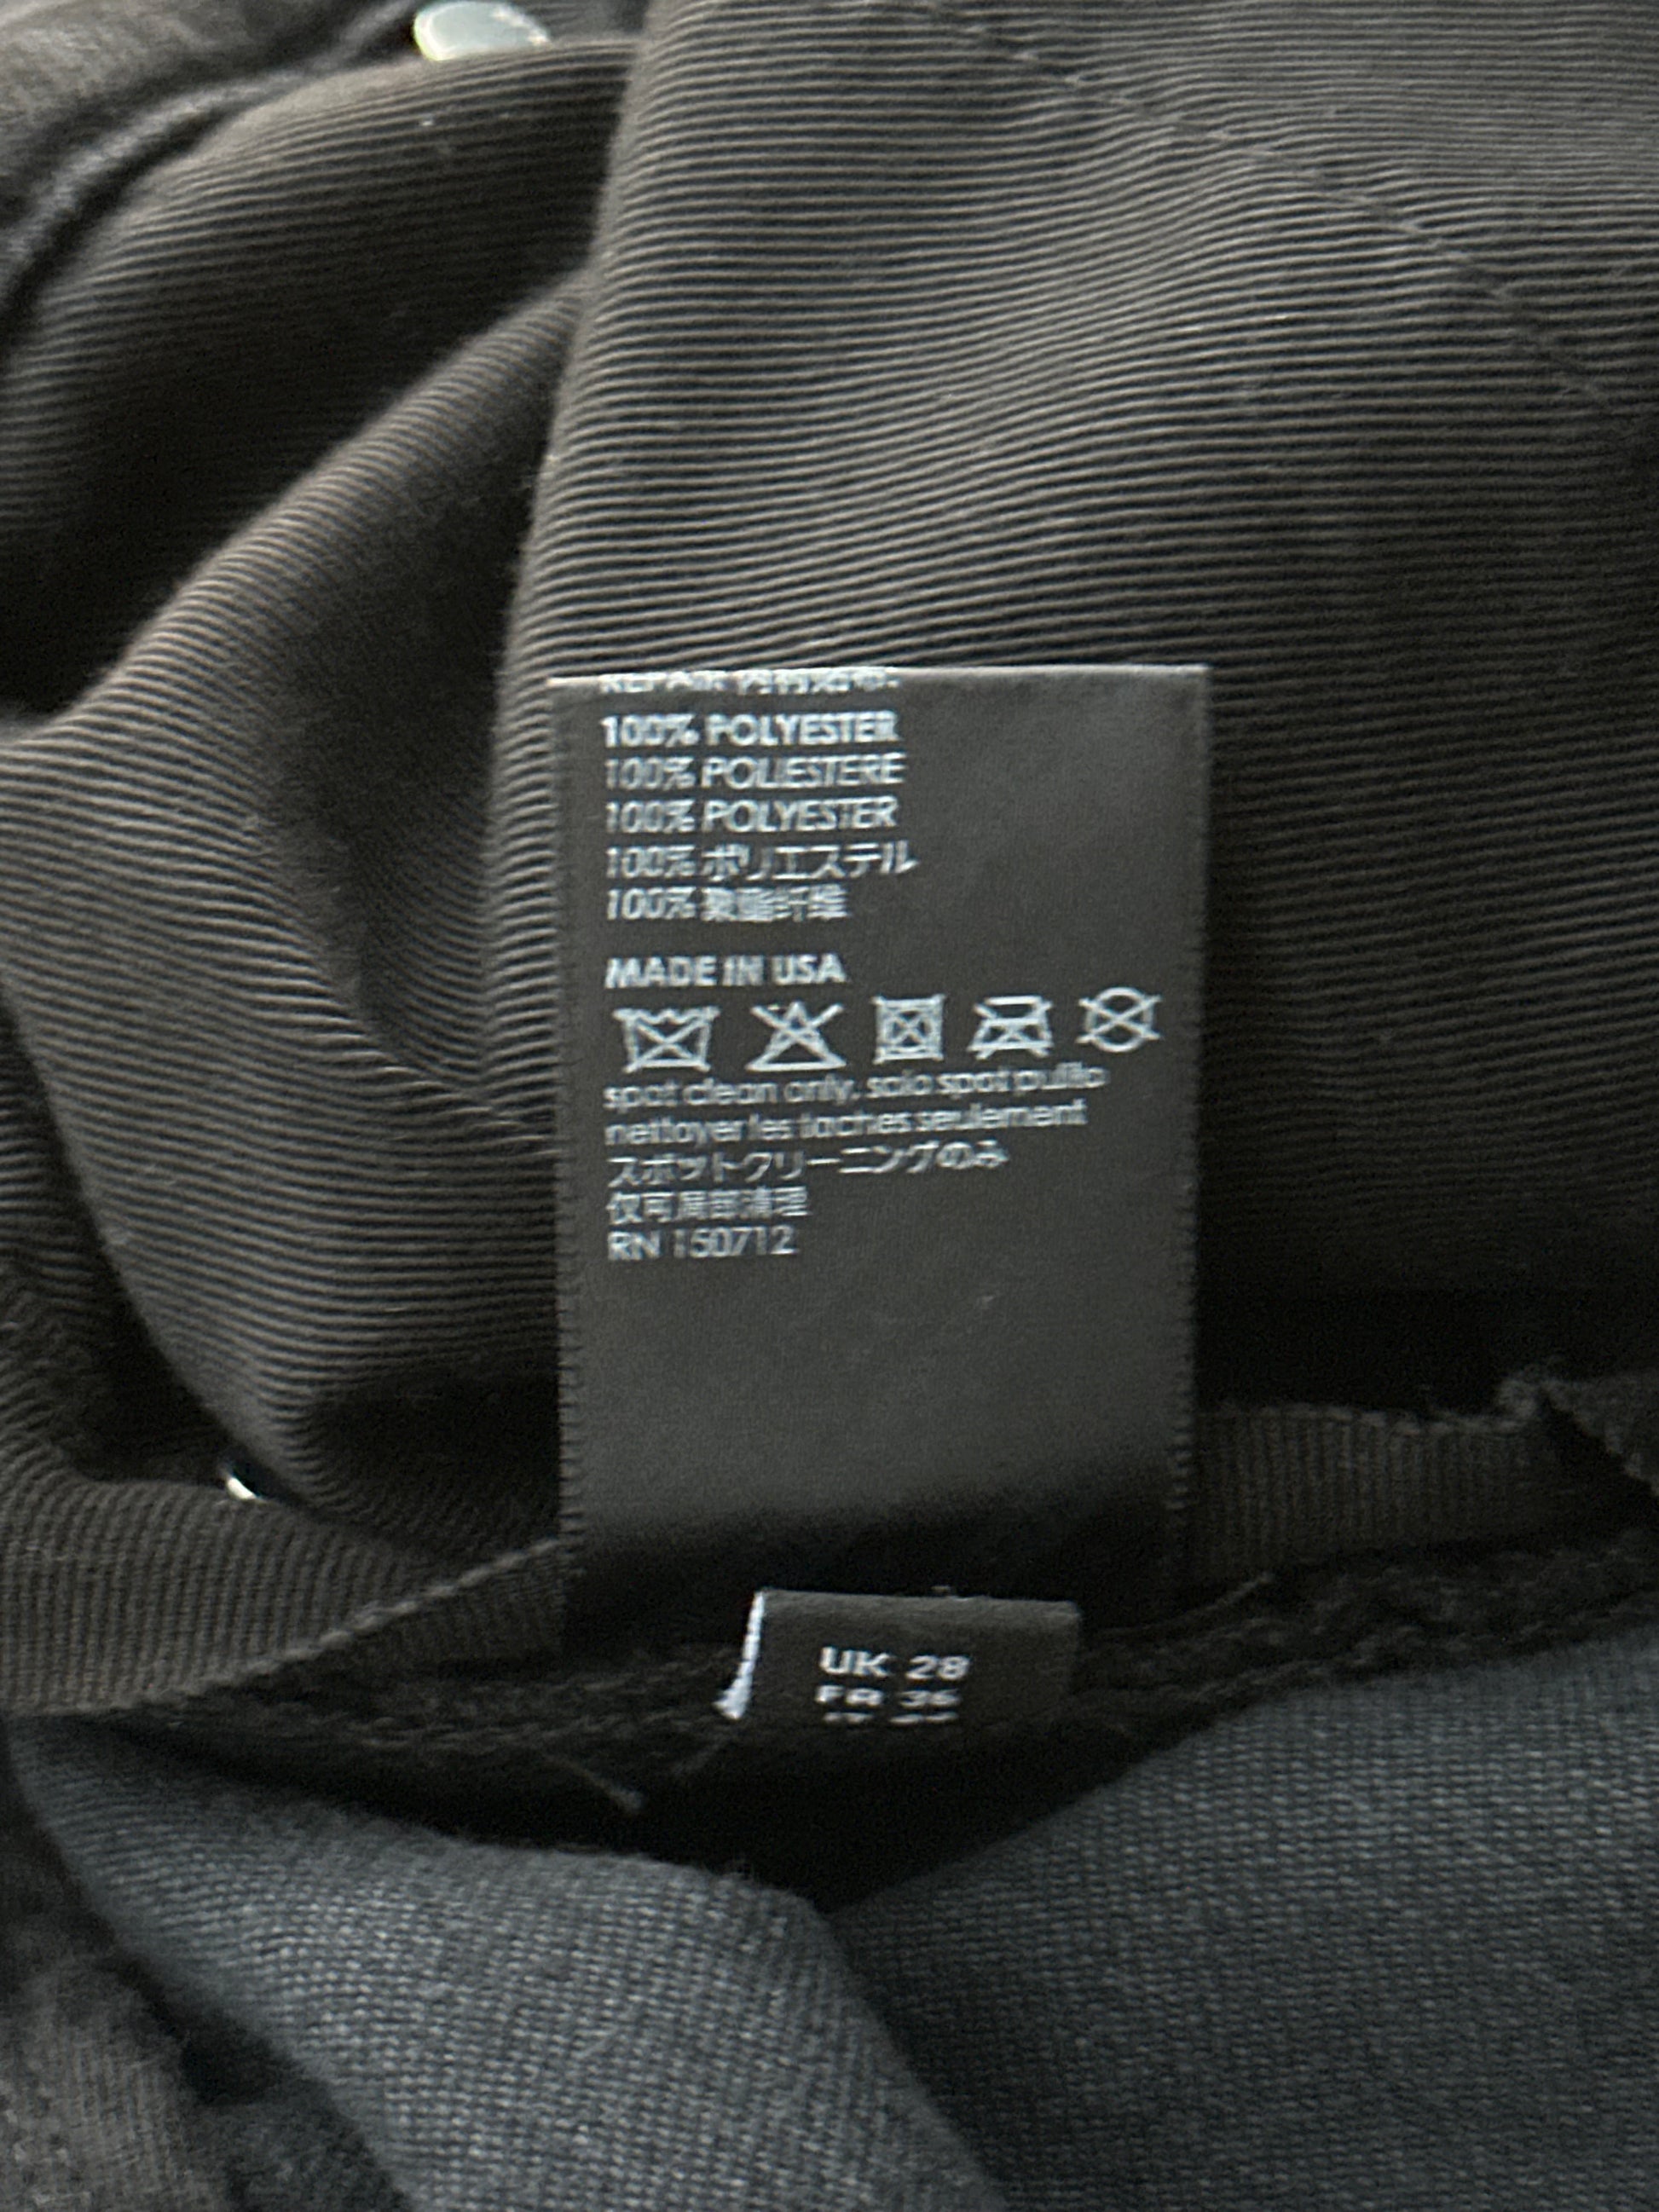 REPAIR
100% POLYESTER
100% POLIESTERE
100% POLYESTER
100% ポリエステル
100% 聚酯纤维
MADE IN USA
spot clean only, solo spot pulito
nettoyer les taches seulement
スポットクリーニングのみ
仅可局部清理
RN 150712
UK 28
FR 36